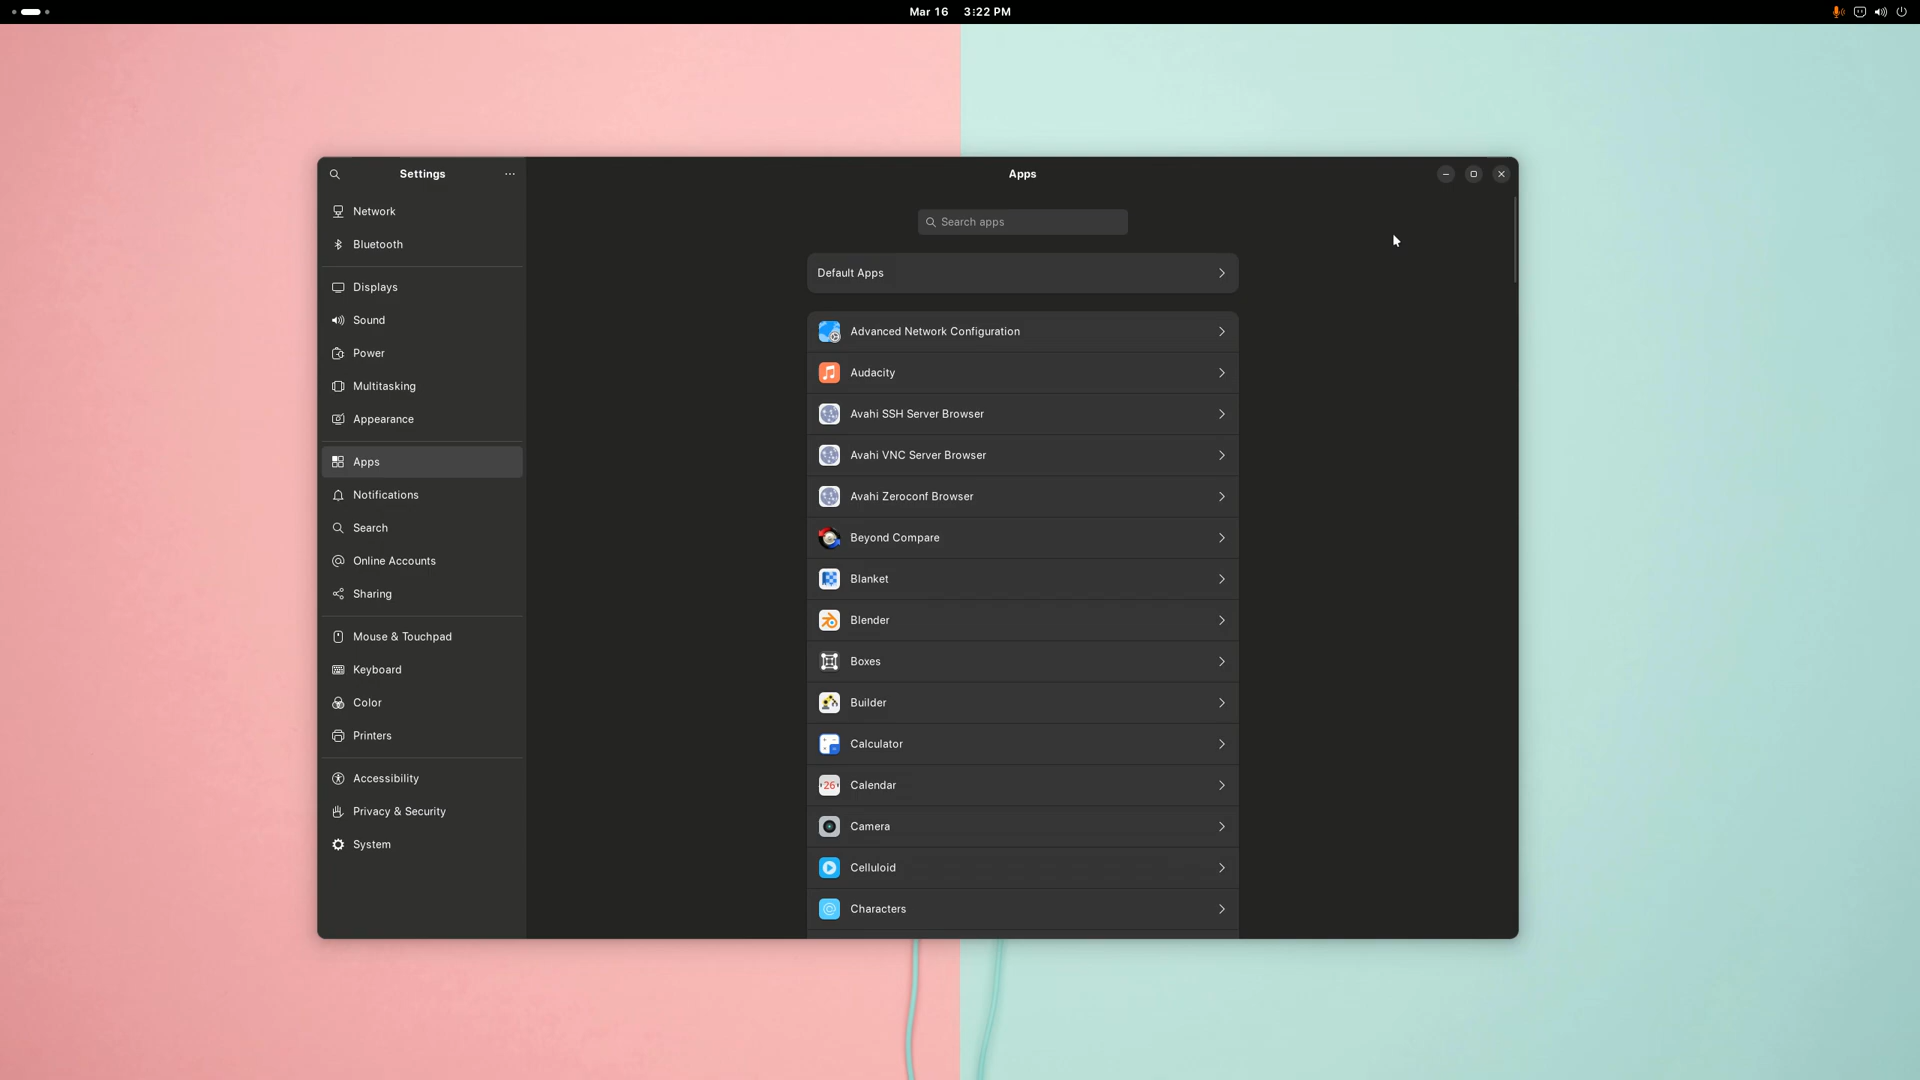 Mar 16 3:22 PM
Settings
Apps
Network
Bluetooth
Displays
Sound
Power
Multitasking
Appearance
Apps
Notifications
Search
Online Accounts
Sharing
Mouse & Touchpad
Keyboard
Color
Printers
Accessibility
Privacy & Security
System
Search apps
Default Apps
Advanced Network Configuration
Audacity
Avahi SSH Server Browser
Avahi VNC Server Browser
Avahi Zeroconf Browser
Beyond Compare
Blanket
Blender
Boxes
Builder
Calculator
26
Calendar
Camera
Celluloid
Characters